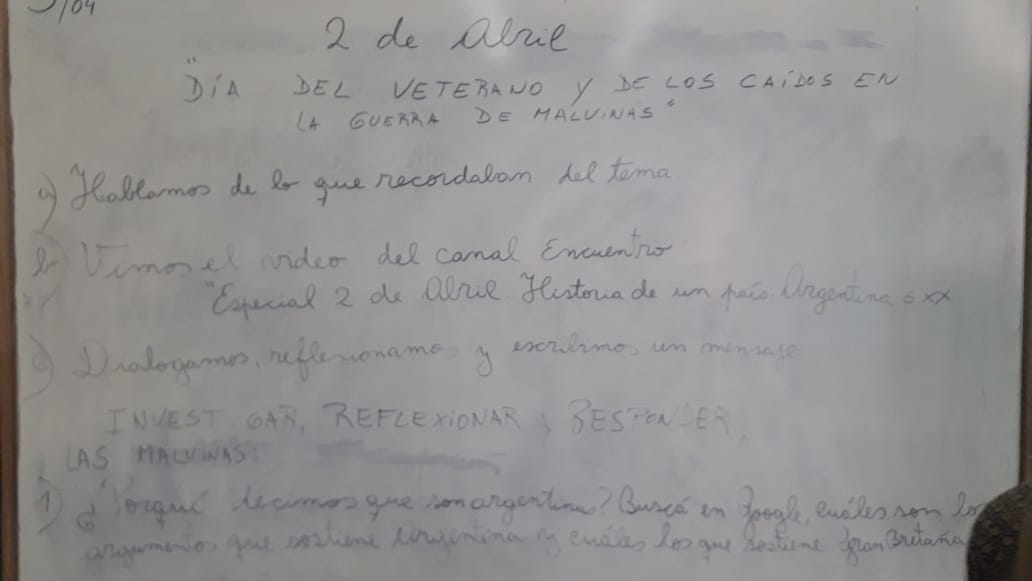 /04
2 de Abril
"DÍA DEL VETERANO Y DE LOS CAÍDOS EN
LA GUERRA DE MALVINAS"
a) Hablamos de lo que recordaban del tema
b) Vimos el video del canal Encuentro
"Especial 2 de Abril. Historia de un país. Argentina s XX
c) Dialogamos, reflexionamos y escribimos un mensaje
INVESTIGAR, REFLEXIONAR Y RESPONDER.
LAS MALVINAS:
1) ¿Porqué decimos que son argentinas? Buscá en Google, cuáles son lo
argumentos que sostiene Argentina y cuáles los que sostiene Gran Bretaña